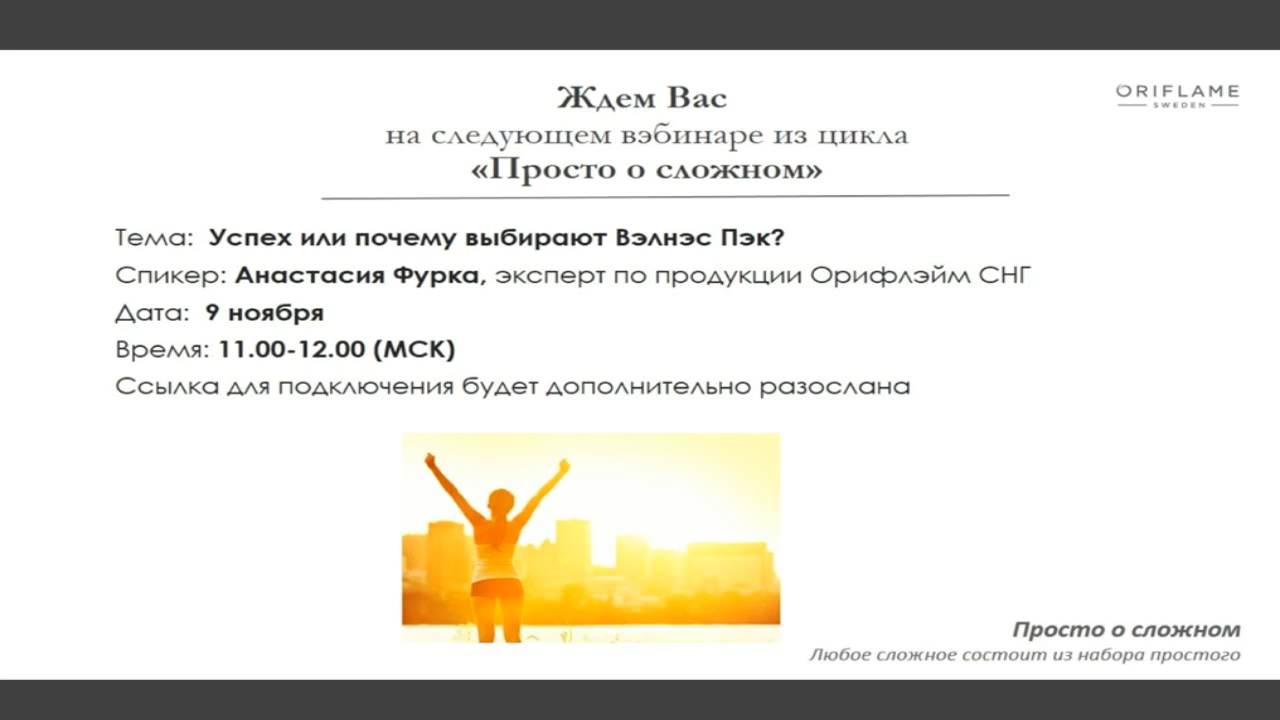 Ждем Вас
на следующем вэбинаре из цикла
«Просто о сложном»
ORIFLAME
SWEDEN
Тема: Успех или почему выбирают Вэлнэс Пэк?
Спикер: Анастасия Фурка, эксперт по продукции Орифлэйм СНГ
Дата: 9 ноября
Время: 11.00-12.00 (МСК)
Ссылка для подключения будет дополнительно разослана
Просто о сложном
Любое сложное состоит из набора простого